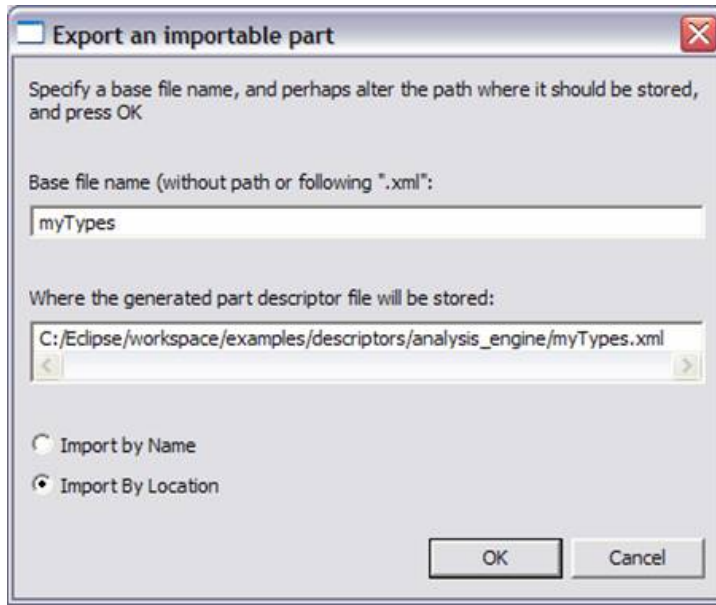 Export an importable part
Specify a base file name, and perhaps alter the path where it should be stored,
and press OK
Base file name (without path or following ".xml":
myTypes
Where the generated part descriptor file will be stored:
C:/Eclipse/workspace/examples/descriptors/analysis_engine/myTypes.xml
Import by Name
Import By Location
OK
Cancel